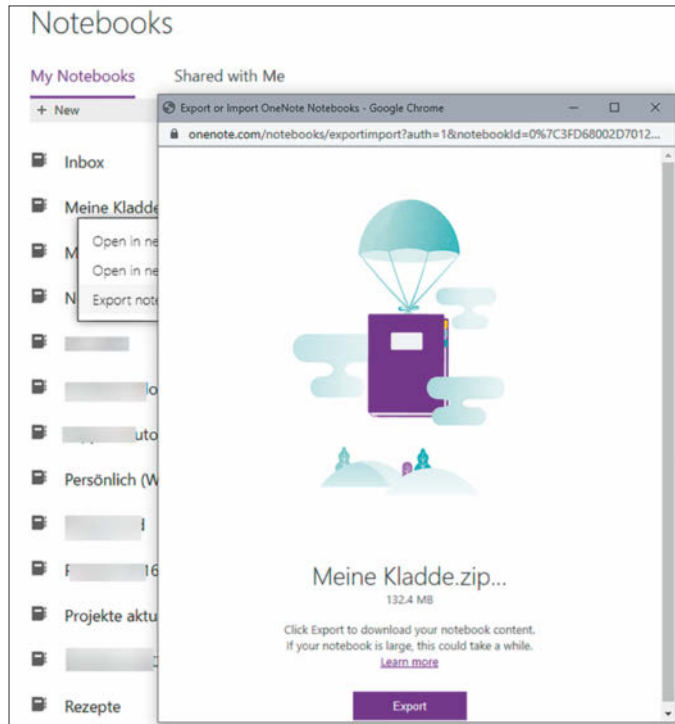 Notebooks
My Notebooks
Shared with Me
+ New
Inbox
Meine Kladde
M
N
lo
uto
Persönlich (W
F 16
Projekte aktu
Rezepte
Open in ne
Open in ne
Export note
Export or Import OneNote Notebooks - Google Chrome
onenote.com/notebooks/exportimport?auth=1&notebookId=0%7C3FD68002D7012...
Meine Kladde.zip...
132.4 MB
Click Export to download your notebook content.
If your notebook is large, this could take a while.
Learn more
Export